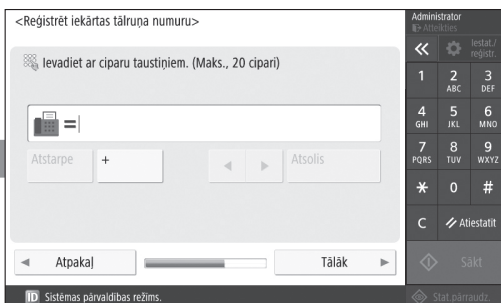 <Reģistrēt iekārtas tālruņa numuru>
Ievadiet ar ciparu taustiņiem. (Maks., 20 cipari)
=
Atstarpe + ◀ ▶ Atsolis
◀ Atpakaļ Tālāk ▶
ID Sistēmas pārvaldības režīms.
Administrator
Atteikties
« Iestat./
reģistr.
1 2 3
ABC DEF
4 5 6
GHI JKL MNO
7 8 9
PQRS TUV WXYZ
* 0 #
C Atiestatīt
Sākt
Stat.pārraudz.